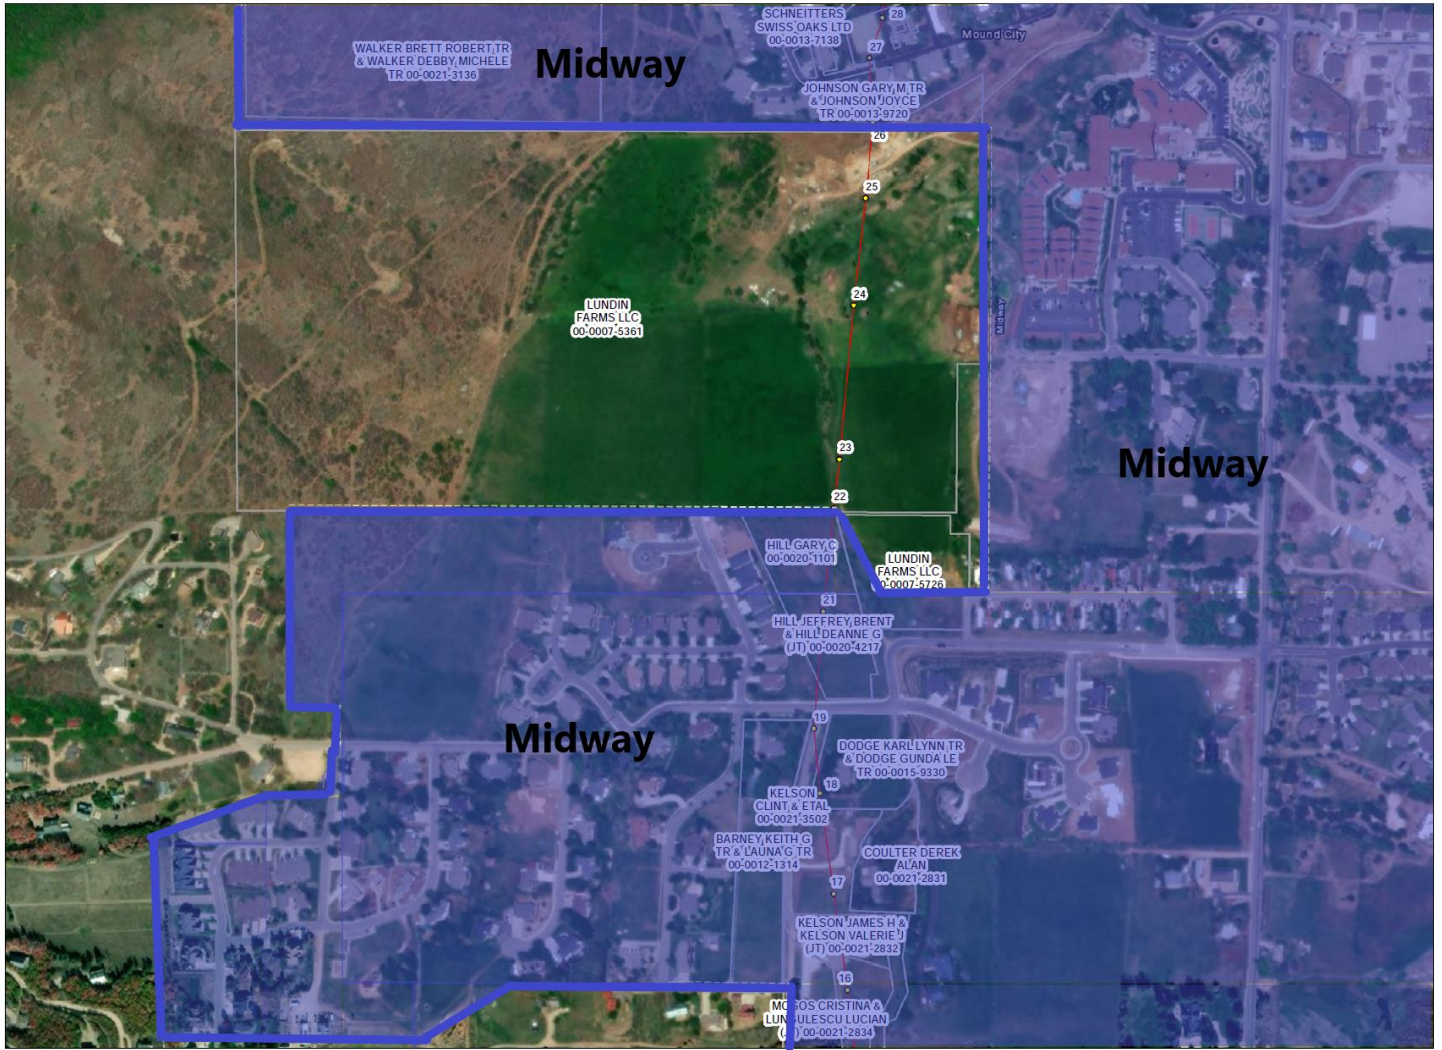 SCHNEITTERS
SWISS OAKS LTD
00-0013-7138
28
27
Mound City
WALKER BRETT ROBERT TR
& WALKER DEBBY MICHELE
TR 00-0021-3136
Midway
JOHNSON GARY M TR
& JOHNSON JOYCE
TR 00-0013-9720
26
25
24
LUNDIN
FARMS LLC
00-0007-5361
Midway
23
Midway
22
HILL GARY C
00-0020-1101
LUNDIN
FARMS LLC
00-0007-5726
21
HILL JEFFREY BRENT
& HILL DEANNE G
(JT) 00-0020-4217
19
Midway
DODGE KARL LYNN TR
& DODGE GUNDA LE
TR 00-0015-9330
18
KELSON
CLINT & ETAL
00-0021-3502
BARNEY KEITH G
TR & LAUNA G TR
00-0012-1314
COULTER DEREK
ALAN
00-0021-2831
17
KELSON JAMES H &
KELSON VALERIE J
(JT) 00-0021-2832
16
CRISTINA &
LUCIAN
00-0021-2834